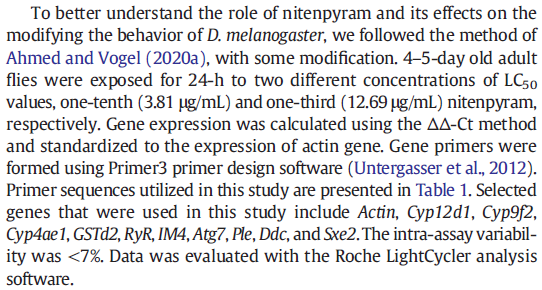 To better understand the role of nitenpyram and its effects on the
modifying the behavior of D. melanogaster, we followed the method of
Ahmed and Vogel (2020a), with some modification. 4–5-day old adult
flies were exposed for 24-h to two different concentrations of LC50
values, one-tenth (3.81 μg/mL) and one-third (12.69 μg/mL) nitenpyram,
respectively. Gene expression was calculated using the ΔΔ-Ct method
and standardized to the expression of actin gene. Gene primers were
formed using Primer3 primer design software (Untergasser et al., 2012).
Primer sequences utilized in this study are presented in Table 1. Selected
genes that were used in this study include Actin, Cyp12d1, Cyp9f2,
Cyp4ae1, GSTd2, RyR, IM4, Atg7, Ple, Ddc, and Sxe2. The intra-assay variabil-
ity was <7%. Data was evaluated with the Roche LightCycler analysis
software.